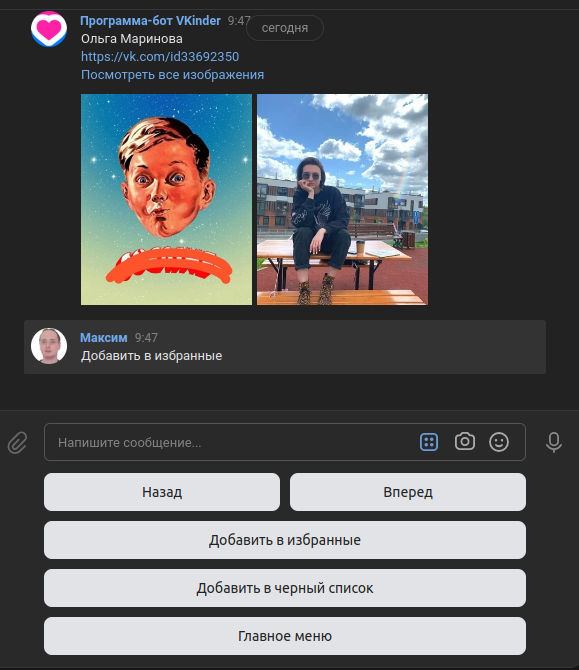 Программа-бот VKinder 9:47
сегодня
Ольга Маринова
https://vk.com/id33692350
Посмотреть все изображения
Максим 9:47
Добавить в избранные
Напишите сообщение...
Назад
Вперед
Добавить в избранные
Добавить в черный список
Главное меню